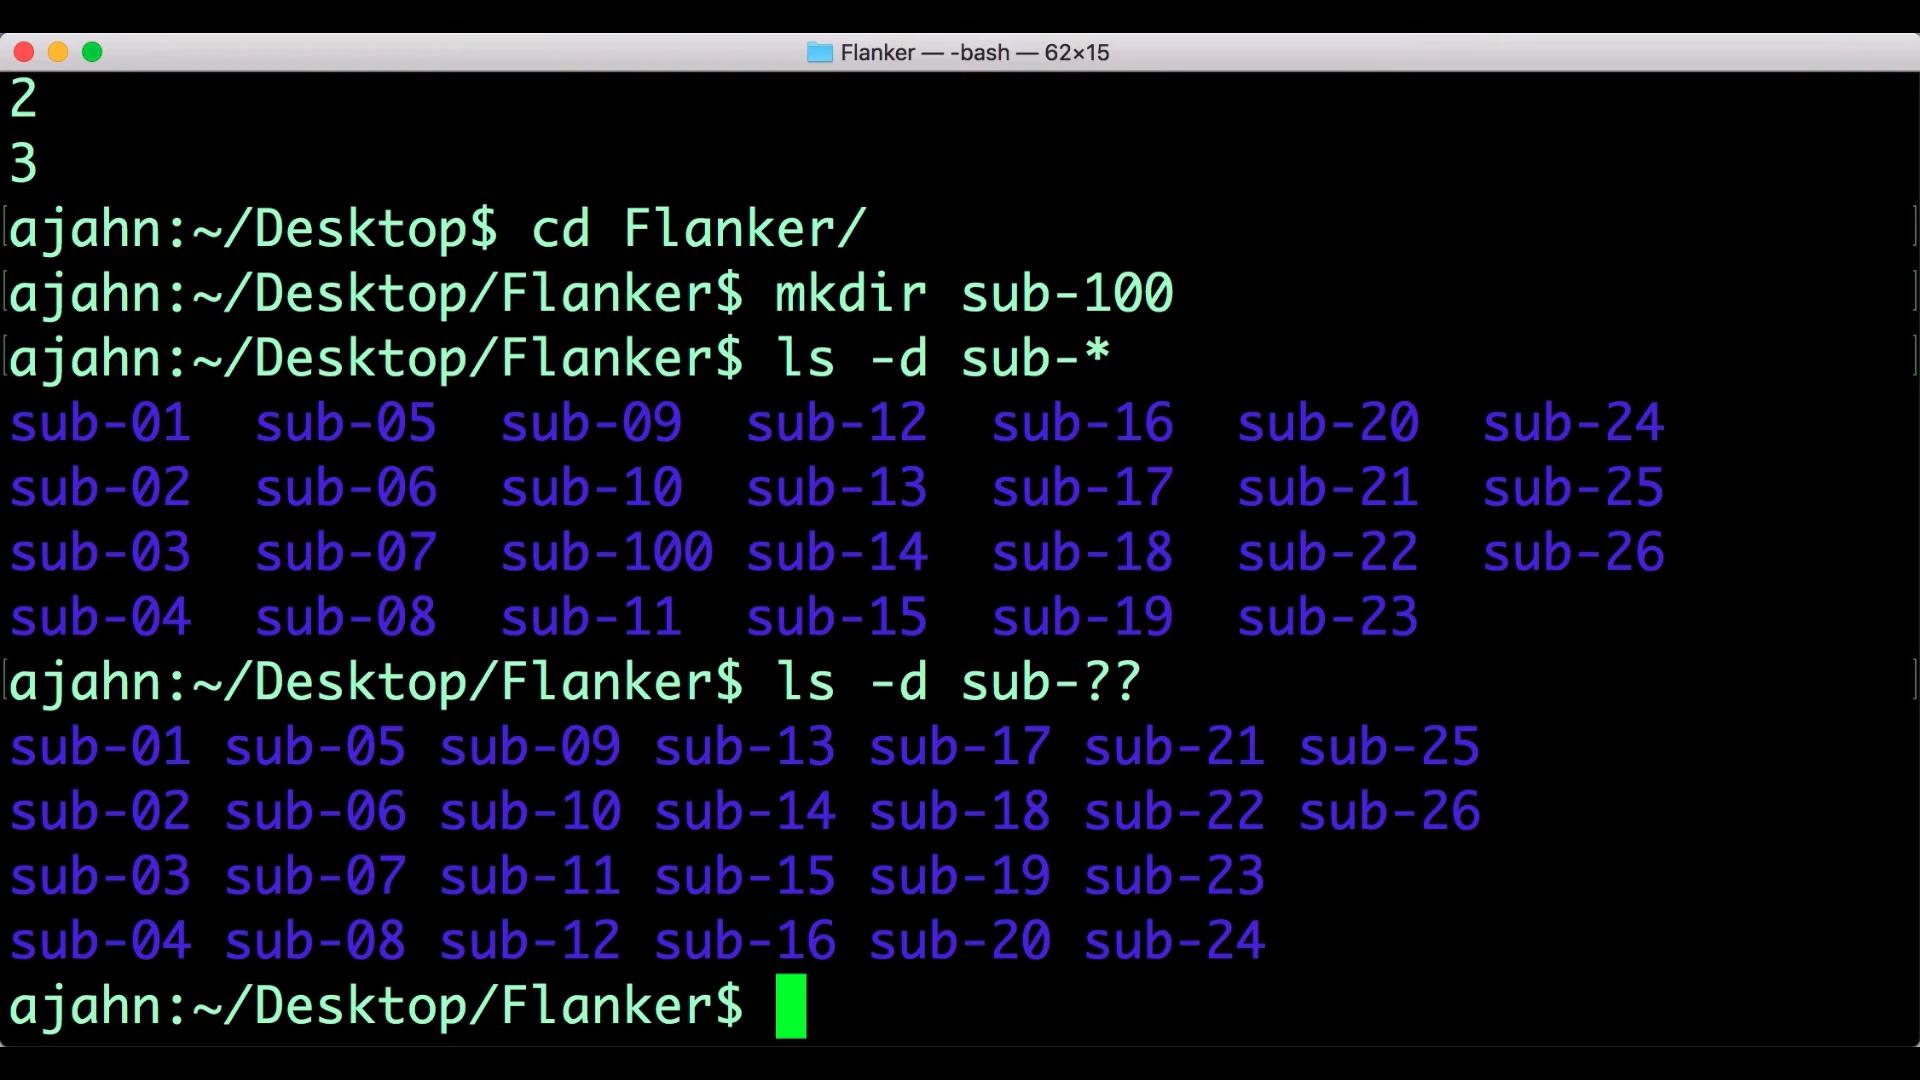 Flanker — -bash — 62×15
2
3
ajahn:~/Desktop$ cd Flanker/
ajahn:~/Desktop/Flanker$ mkdir sub-100
ajahn:~/Desktop/Flanker$ ls -d sub-*
sub-01 sub-05 sub-09 sub-12 sub-16 sub-20 sub-24
sub-02 sub-06 sub-10 sub-13 sub-17 sub-21 sub-25
sub-03 sub-07 sub-100 sub-14 sub-18 sub-22 sub-26
sub-04 sub-08 sub-11 sub-15 sub-19 sub-23
ajahn:~/Desktop/Flanker$ ls -d sub-??
sub-01 sub-05 sub-09 sub-13 sub-17 sub-21 sub-25
sub-02 sub-06 sub-10 sub-14 sub-18 sub-22 sub-26
sub-03 sub-07 sub-11 sub-15 sub-19 sub-23
sub-04 sub-08 sub-12 sub-16 sub-20 sub-24
ajahn:~/Desktop/Flanker$